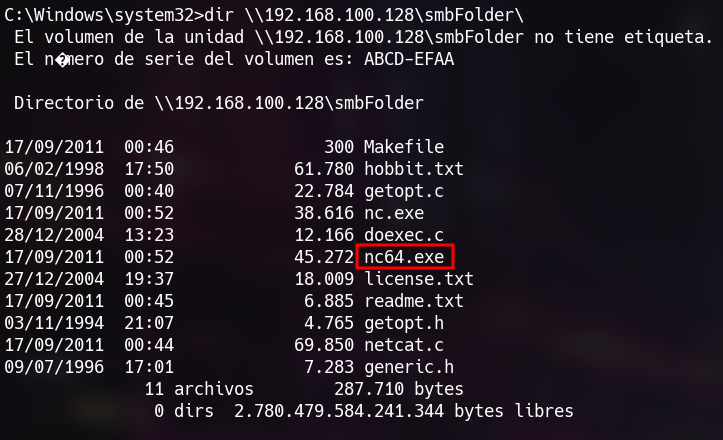 C:\Windows\system32>dir \\192.168.100.128\smbFolder\
El volumen de la unidad \\192.168.100.128\smbFolder no tiene etiqueta.
El n�mero de serie del volumen es: ABCD-EFAA
Directorio de \\192.168.100.128\smbFolder
17/09/2011  00:46               300 Makefile
06/02/1998  17:50            61.780 hobbit.txt
07/11/1996  00:40            22.784 getopt.c
17/09/2011  00:52            38.616 nc.exe
28/12/2004  13:23            12.166 doexec.c
17/09/2011  00:52            45.272 nc64.exe
27/12/2004  19:37            18.009 license.txt
17/09/2011  00:45             6.885 readme.txt
03/11/1994  21:07             4.765 getopt.h
17/09/2011  00:44            69.850 netcat.c
09/07/1996  17:01             7.283 generic.h
11 archivos        287.710 bytes
0 dirs  2.780.479.584.241.344 bytes libres